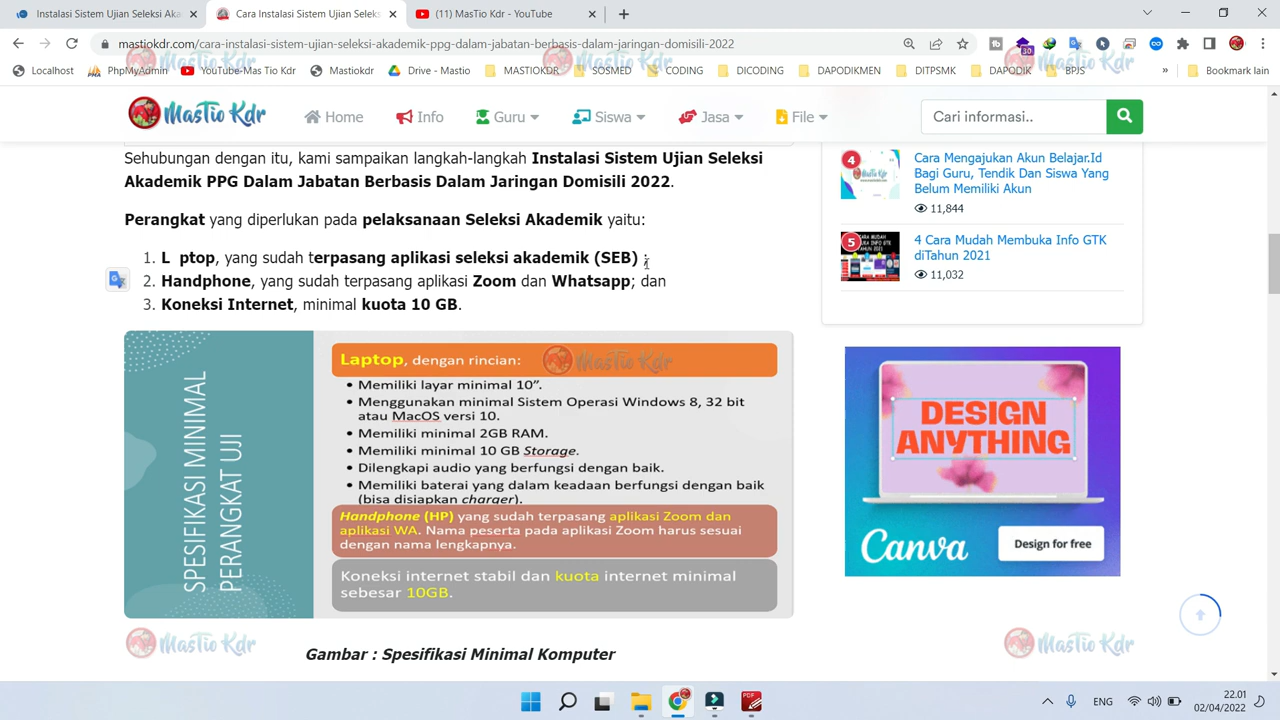 Instalasi Sistem Ujian Seleksi Aka
Cara Instalasi Sistem Ujian Seleks
(11) MasTio Kdr - YouTube
mastiokdr.com/cara-instalasi-sistem-ujian-seleksi-akademik-ppg-dalam-jabatan-berbasis-dalam-jaringan-domisili-2022
30
Localhost
PhpMyAdmin
YouTube-Mas Tio Kdr
Mastiokdr
Drive - Mastio
MASTIOKDR
SOSMED
CODING
DICODING
DAPODIKMEN
DITPSMK
DAPODIK
BPJS
»
Bookmark lain
MasTio Kdr
Home
Info
Guru
Siswa
Jasa
File
Cari informasi..
Sehubungan dengan itu, kami sampaikan langkah-langkah Instalasi Sistem Ujian Seleksi
Akademik PPG Dalam Jabatan Berbasis Dalam Jaringan Domisili 2022.
Perangkat yang diperlukan pada pelaksanaan Seleksi Akademik yaitu:
1. L ptop, yang sudah terpasang aplikasi seleksi akademik (SEB) ;
2. Handphone, yang sudah terpasang aplikasi Zoom dan Whatsapp; dan
3. Koneksi Internet, minimal kuota 10 GB.
SPESIFIKASI MINIMAL
PERANGKAT UJI
Laptop, dengan rincian:
MasTio Kdr
• Memiliki layar minimal 10”.
• Menggunakan minimal Sistem Operasi Windows 8, 32 bit
atau MacOS versi 10.
• Memiliki minimal 2GB RAM.
• Memiliki minimal 10 GB Storage.
• Dilengkapi audio yang berfungsi dengan baik.
• Memiliki baterai yang dalam keadaan berfungsi dengan baik
(bisa disiapkan charger).
Handphone (HP) yang sudah terpasang aplikasi Zoom dan
aplikasi WA. Nama peserta pada aplikasi Zoom harus sesuai
dengan nama lengkapnya.
Koneksi internet stabil dan kuota internet minimal
sebesar 10GB.
MasTio Kdr
MasTio Kdr
Gambar : Spesifikasi Minimal Komputer
4
Cara Mengajukan Akun Belajar.Id
Bagi Guru, Tendik Dan Siswa Yang
Belum Memiliki Akun
11,844
5
4 Cara Mudah Membuka Info GTK
diTahun 2021
11,032
DESIGN
ANYTHING
Canva
Design for free
PDF
ENG
22.01
02/04/2022